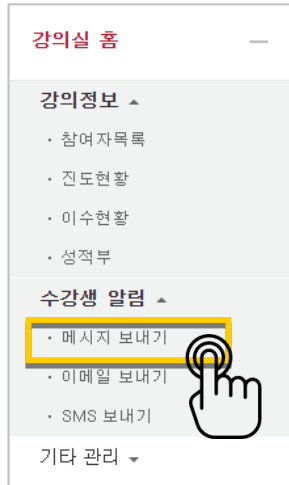 강의실 홈 —
강의정보 ▲
· 참여자목록
· 진도현황
· 이수현황
· 성적부
수강생 알림 ▲
· 메시지 보내기
· 이메일 보내기
· SMS 보내기
기타 관리 ▼